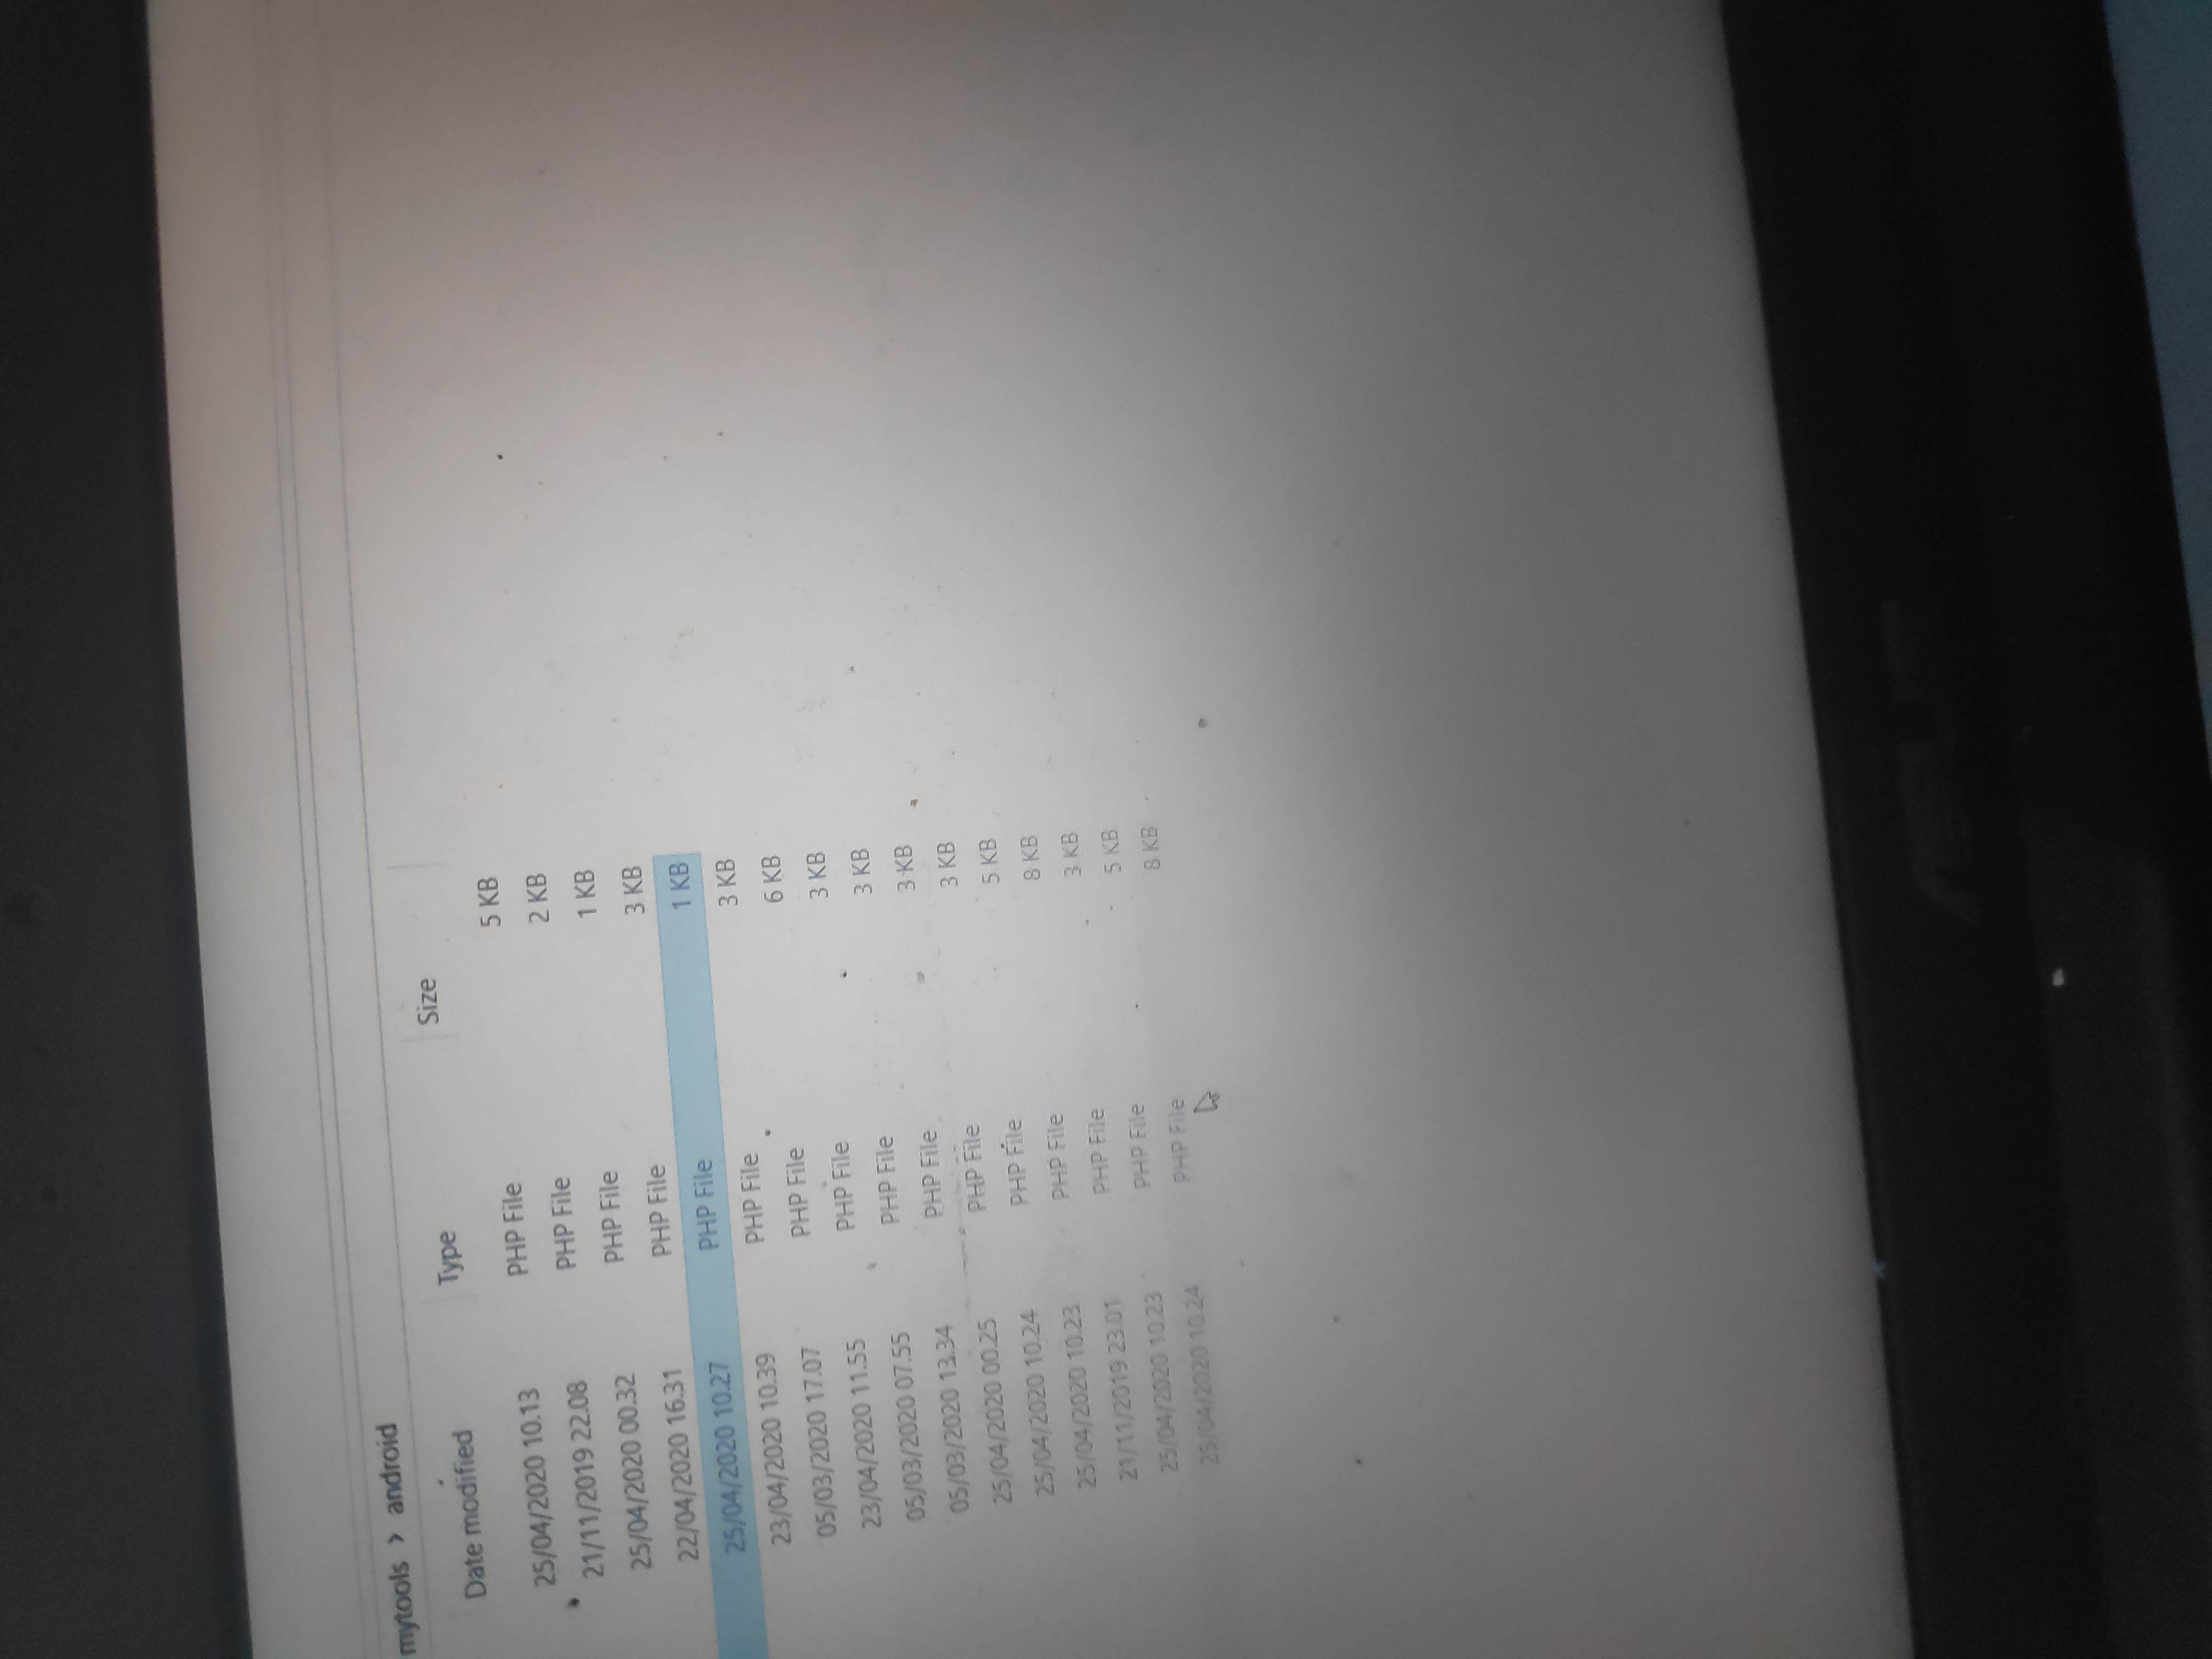 mytools > android
Date modified Type Size
25/04/2020 10.13 PHP File 5 KB
21/11/2019 22.08 PHP File 2 KB
25/04/2020 00.32 PHP File 1 KB
22/04/2020 16.31 PHP File 3 KB
25/04/2020 10.27 PHP File 1 KB
23/04/2020 10.39 PHP File 3 KB
05/03/2020 17.07 PHP File 6 KB
23/04/2020 11.55 PHP File 3 KB
05/03/2020 07.55 PHP File 3 KB
05/03/2020 13.34 PHP File 3 KB
25/04/2020 00.25 PHP File 3 KB
25/04/2020 10.24 PHP File 5 KB
25/04/2020 10.23 PHP File 8 KB
21/11/2019 23.01 PHP File 3 KB
25/04/2020 10.23 PHP File 5 KB
25/04/2020 10.24 PHP File 8 KB
ASUS